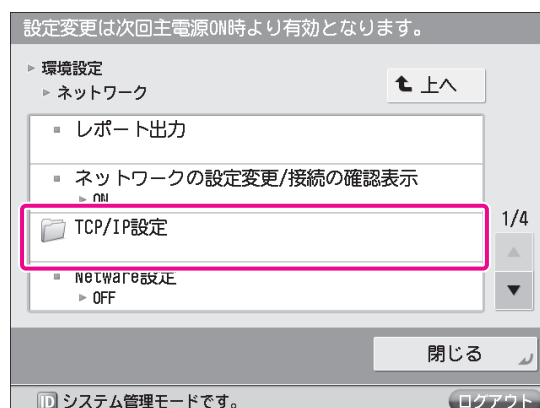 設定変更は次回主電源ON時より有効となります。
環境設定
ネットワーク
上へ
レポート出力
ネットワークの設定変更/接続の確認表示
ON
TCP/IP設定
1/4
Netware設定
OFF
閉じる
ID システム管理モードです。
ログアウト